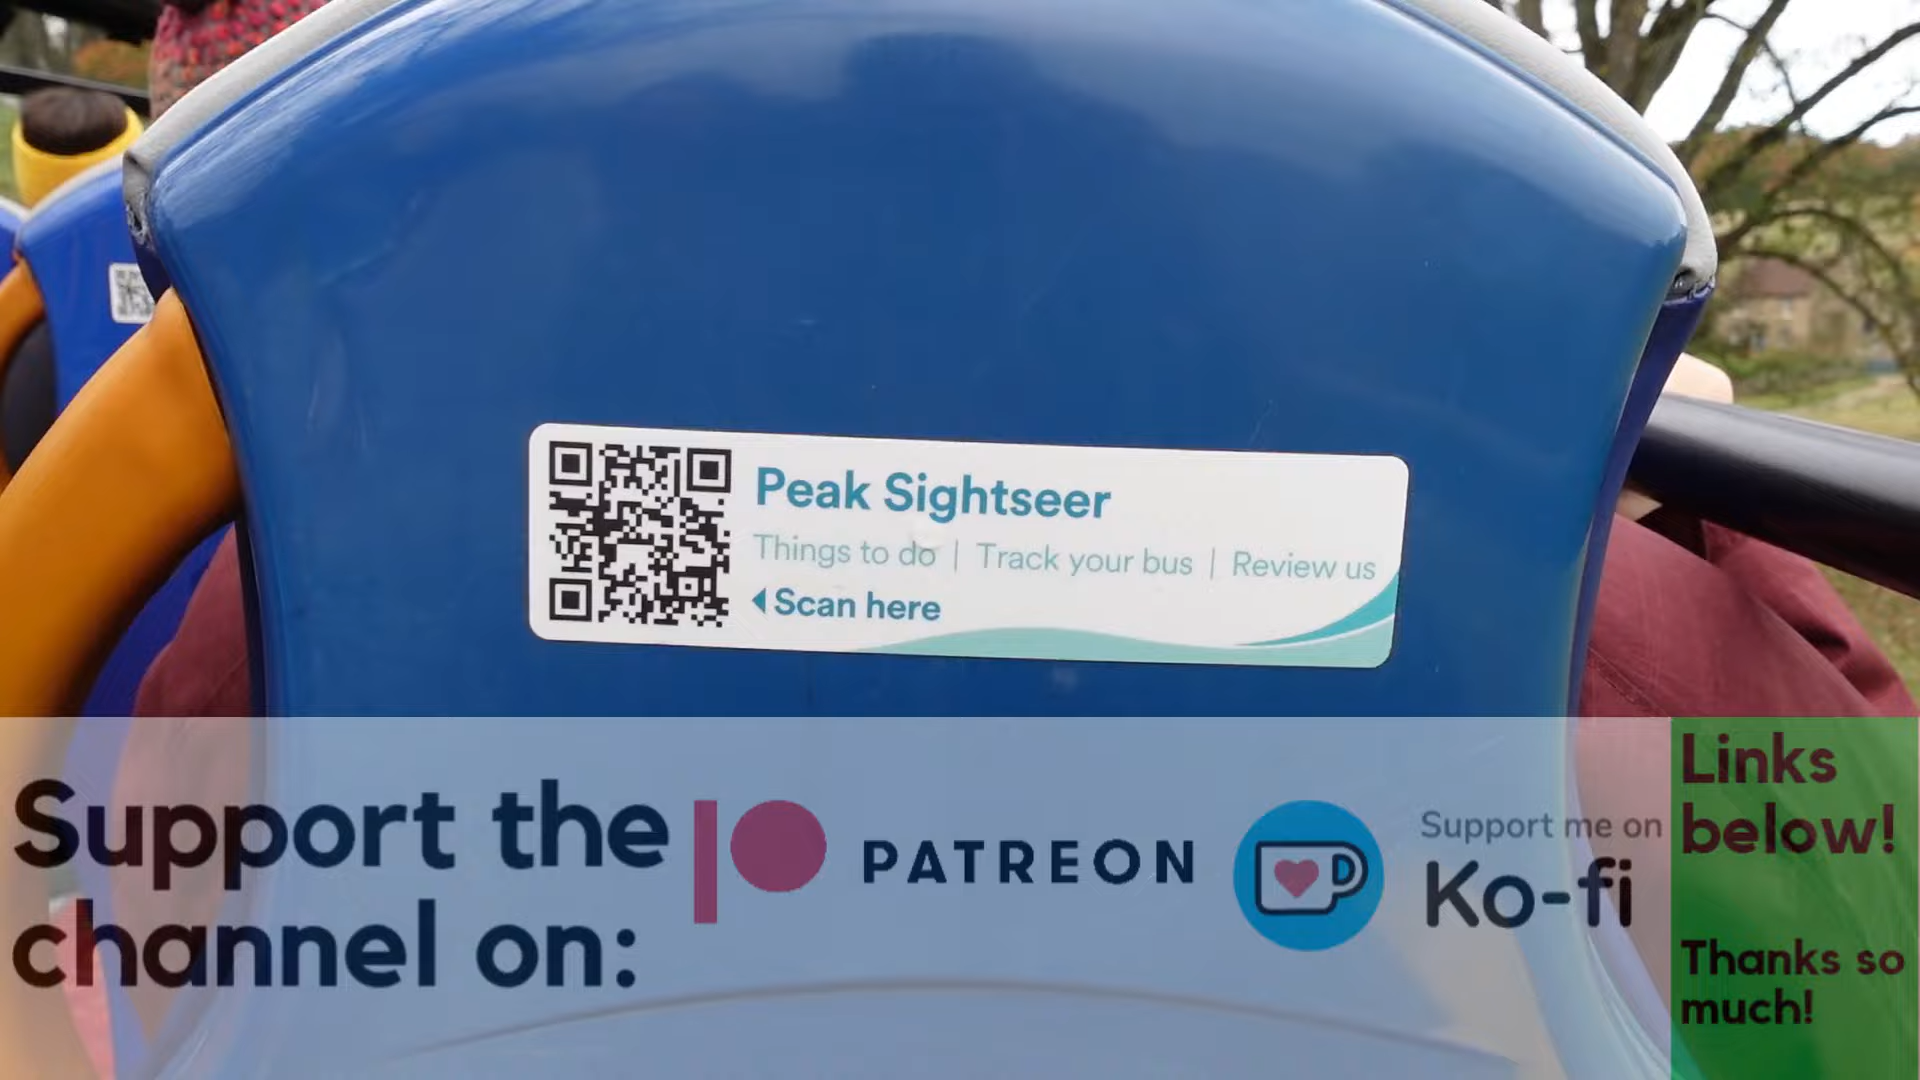 Peak Sightseer
Things to do | Track your bus | Review us
Scan here
Support the
channel on:
PATREON
Support me on
Ko-fi
Links
below!
Thanks so
much!